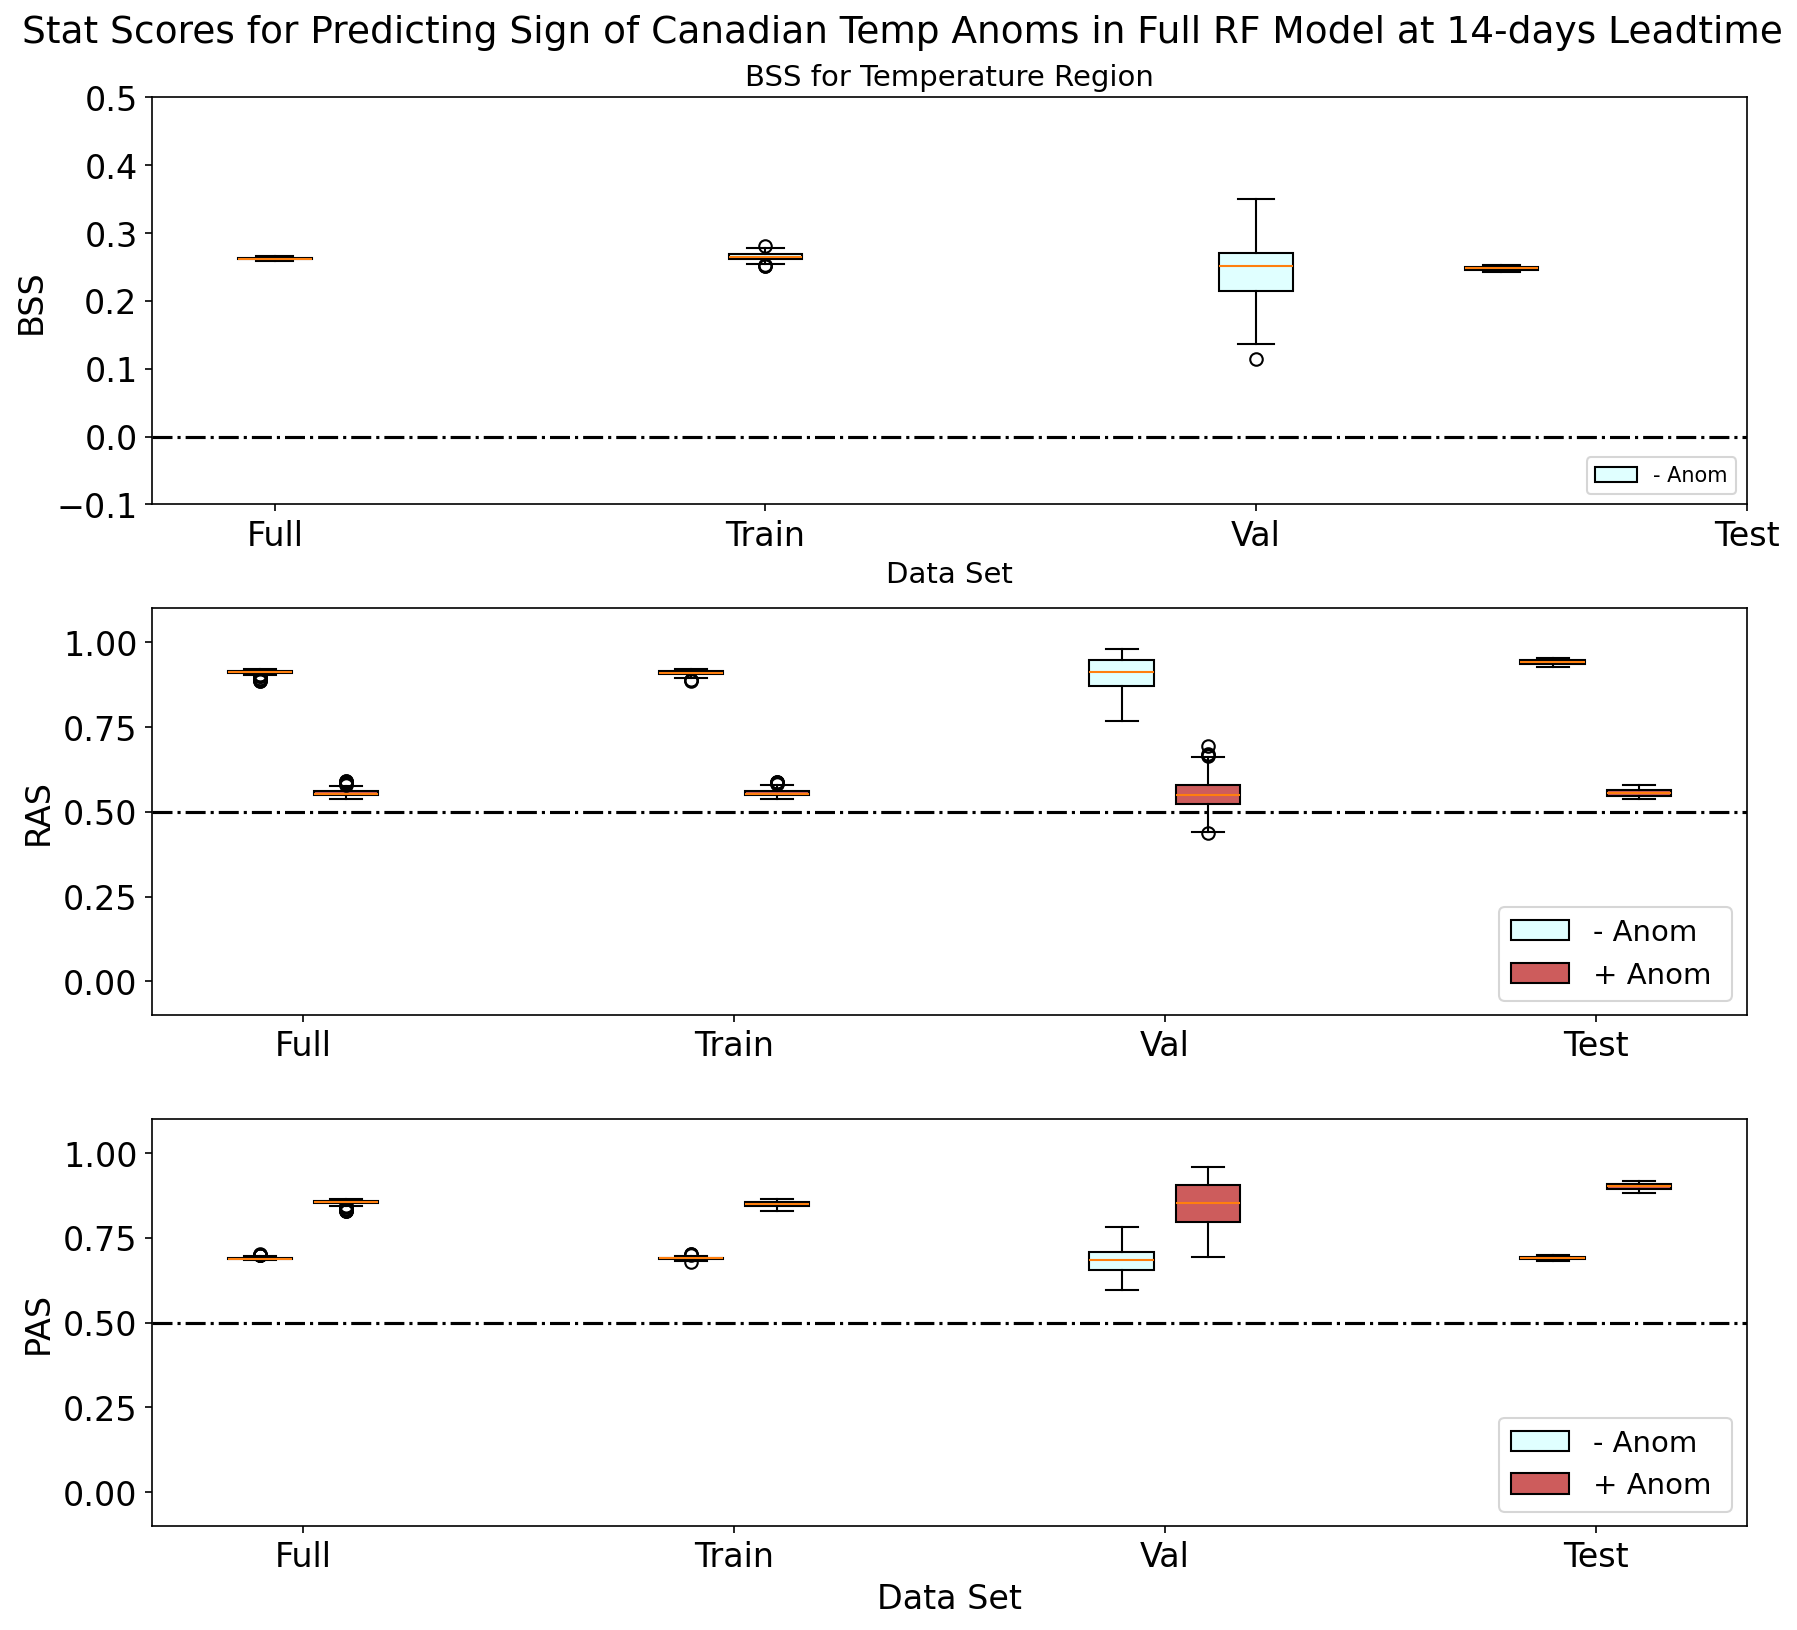 Stat Scores for Predicting Sign of Canadian Temp Anoms in Full RF Model at 14-days Leadtime
BSS for Temperature Region
0.5
0.4
0.3
0.2
0.1
0.0
−0.1
BSS
- Anom
Full Train Val Test
Data Set
1.00
0.75
0.50
0.25
0.00
RAS
- Anom
+ Anom
Full Train Val Test
1.00
0.75
0.50
0.25
0.00
PAS
- Anom
+ Anom
Full Train Val Test
Data Set